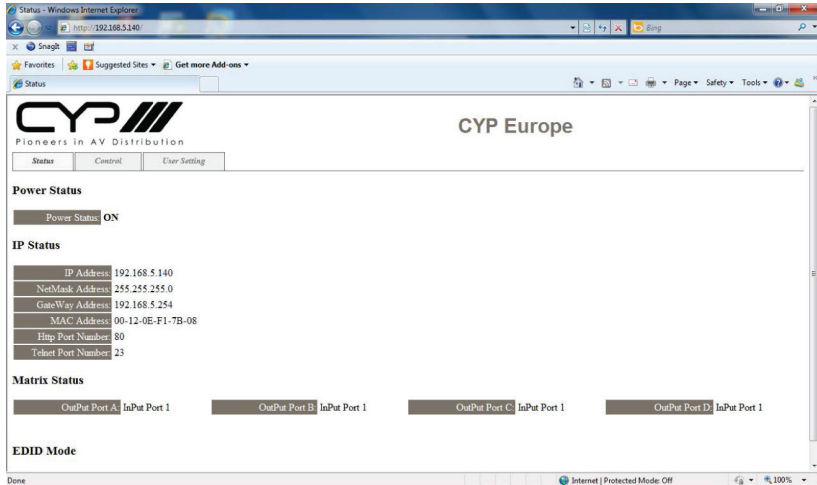 Status - Windows Internet Explorer
http://192.168.5.140/
Bing
x SnagIt
Favorites Suggested Sites Get more Add-ons
Status
Page Safety Tools
CYP
Pioneers in AV Distribution
CYP Europe
Status Control User Setting
Power Status
Power Status: ON
IP Status
IP Address: 192.168.5.140
NetMask Address: 255.255.255.0
GateWay Address: 192.168.5.254
MAC Address: 00-12-0E-F1-7B-08
Http Port Number: 80
Telnet Port Number: 23
Matrix Status
OutPut Port A: InPut Port 1 OutPut Port B: InPut Port 1 OutPut Port C: InPut Port 1 OutPut Port D: InPut Port 1
EDID Mode
Done Internet | Protected Mode: Off 100%